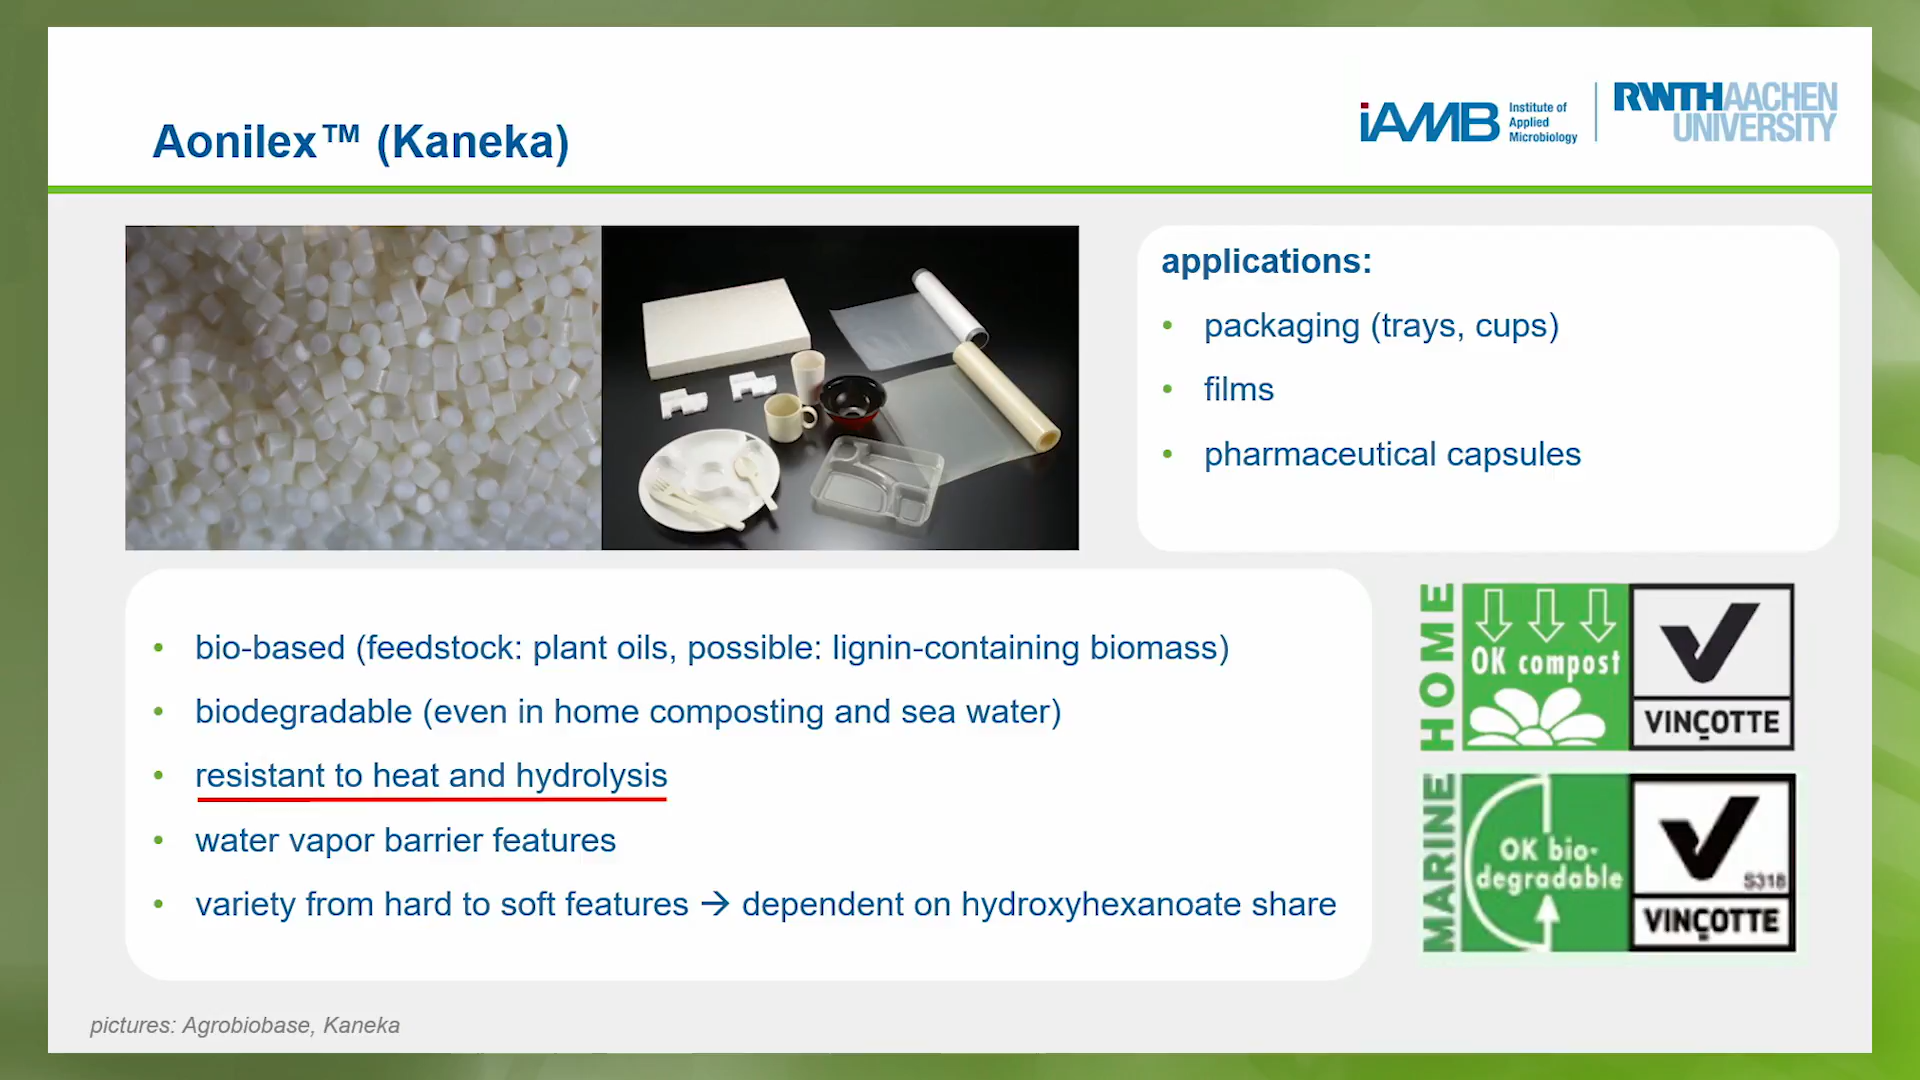 Aonilex™ (Kaneka)
iAMB Institute of
Applied
Microbiology
RWTHAACHEN
UNIVERSITY
applications:
• packaging (trays, cups)
• films
• pharmaceutical capsules
• bio-based (feedstock: plant oils, possible: lignin-containing biomass)
• biodegradable (even in home composting and sea water)
• resistant to heat and hydrolysis
• water vapor barrier features
• variety from hard to soft features → dependent on hydroxyhexanoate share
HOME
OK compost
VINÇOTTE
MARINE
OK bio-
degradable
S318
VINÇOTTE
pictures: Agrobiobase, Kaneka